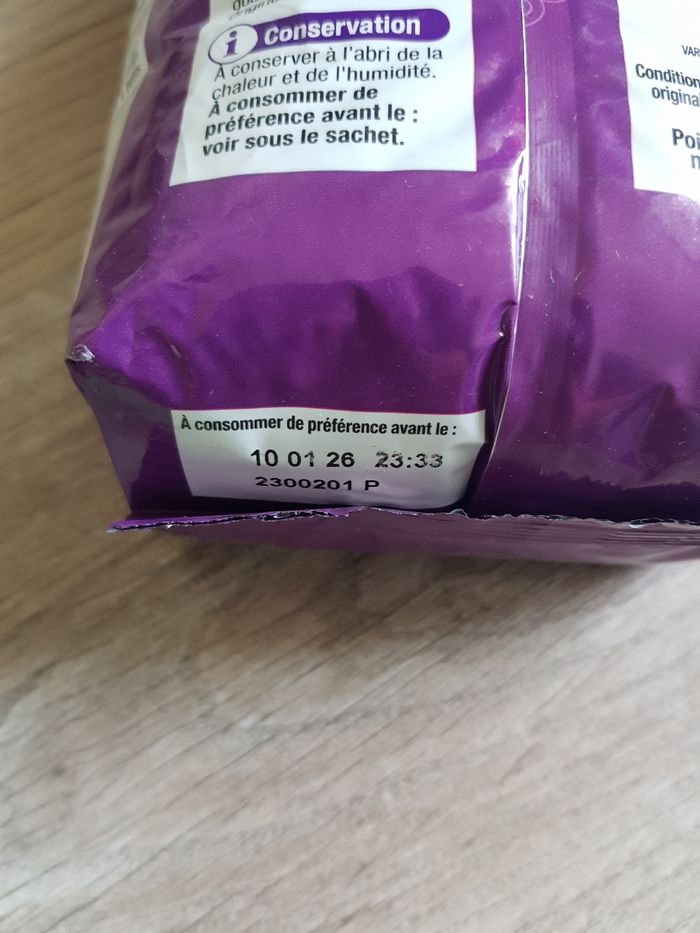 Conservation
À conserver à l'abri de la
chaleur et de l'humidité.
À consommer de
préférence avant le :
voir sous le sachet.
VAR
Condition
origina
Poi
À consommer de préférence avant le :
10 01 26 23:33
2300201 P